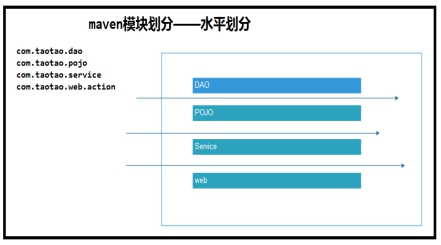 maven模块划分——水平划分
com.taotao.dao
com.taotao.pojo
com.taotao.service
com.taotao.web.action
DAO
POJO
Service
web